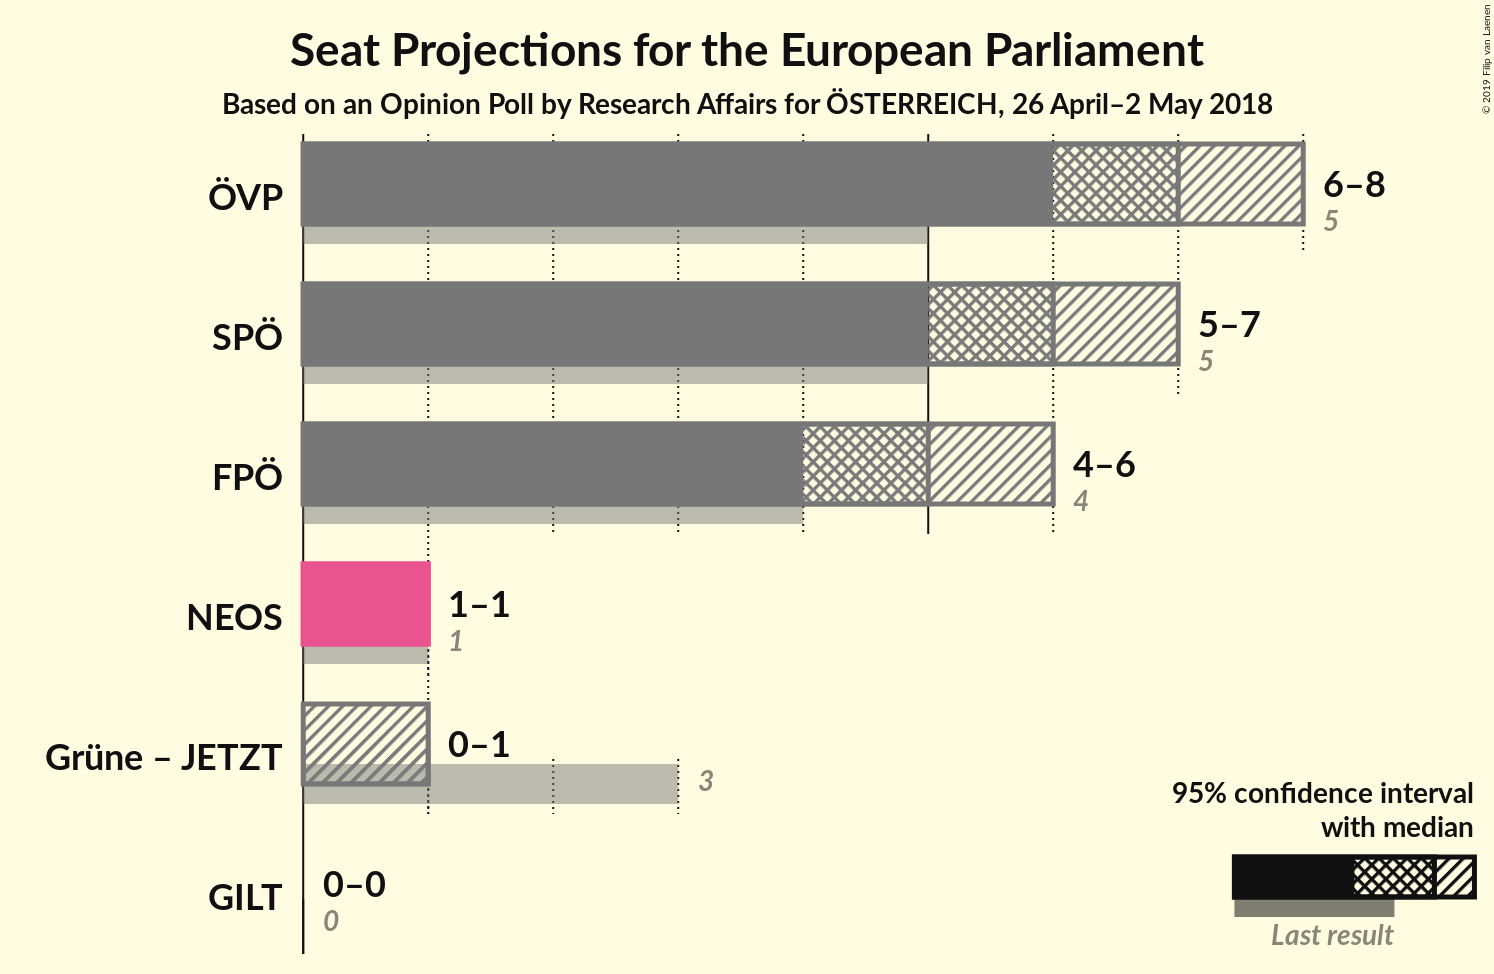 Seat Projections for the European Parliament
Based on an Opinion Poll by Research Affairs for ÖSTERREICH, 26 April–2 May 2018
© 2019 Filip van Laenen
ÖVP
6–8
5
SPÖ
5–7
5
FPÖ
4–6
4
NEOS
1–1
1
Grüne – JETZT
0–1
3
GILT
0–0
0
95% confidence interval
with median
Last result